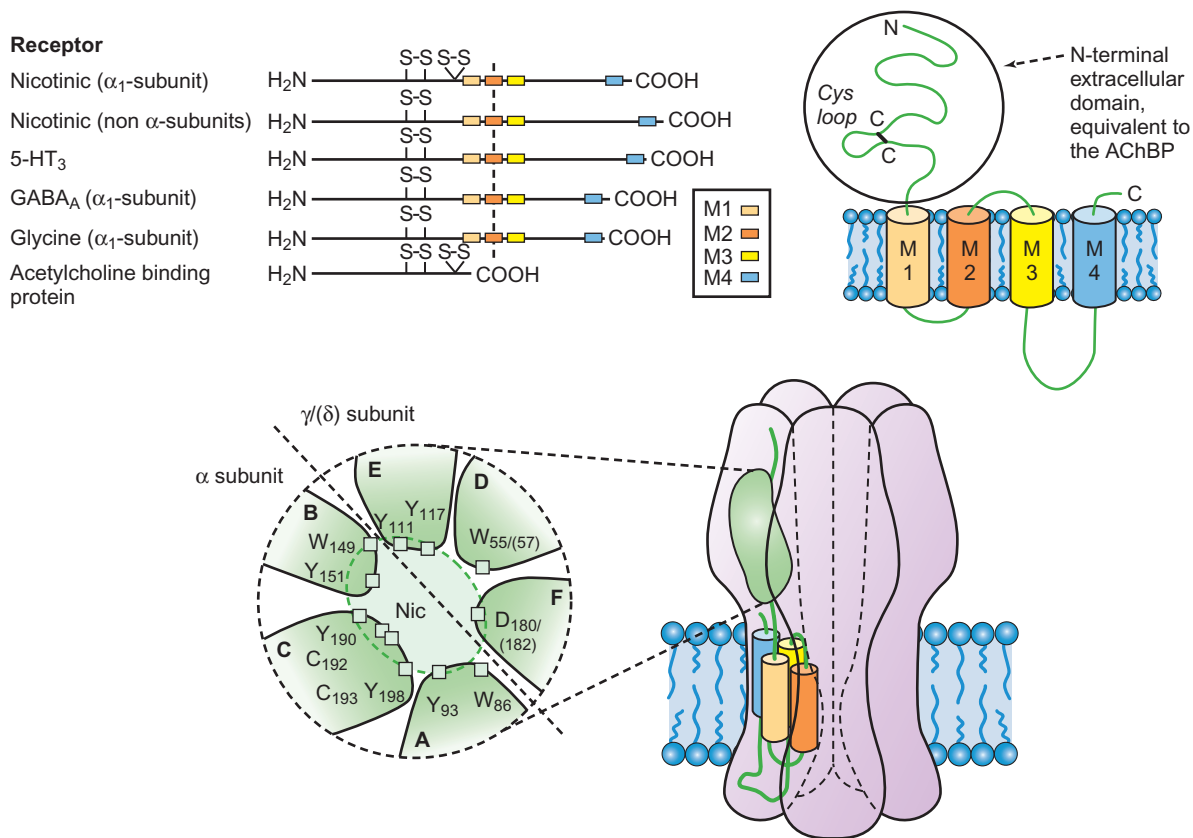 Receptor
Nicotinic (α₁-subunit) H₂N S-S S-S COOH
Nicotinic (non α-subunits) H₂N S-S COOH
5-HT₃ H₂N S-S COOH
GABA_A (α₁-subunit) H₂N S-S COOH
Glycine (α₁-subunit) H₂N S-S COOH
Acetylcholine binding
protein H₂N S-S S-S COOH
M1
M2
M3
M4
N
Cys
loop
C
C
N-terminal
extracellular
domain,
equivalent to
the AChBP
C
M
1
M
2
M
3
M
4
γ/(δ) subunit
α subunit
E
Y₁₁₁ Y₁₁₇
D
W₅₅/₍₅₇₎
B
W₁₄₉
Y₁₅₁
Nic
F
D₁₈₀/
(182)
C
Y₁₉₀
C₁₉₂
C₁₉₃ Y₁₉₈
Y₉₃ W₈₆
A